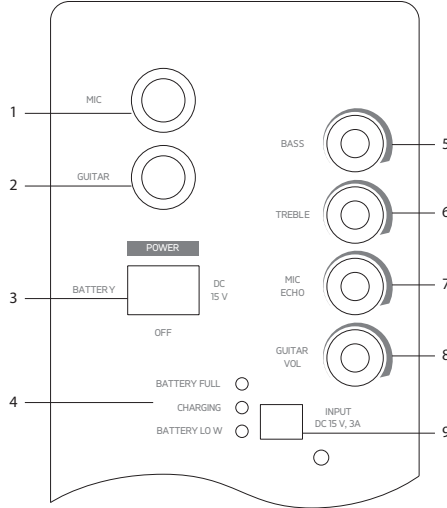 1
MIC
2
GUITAR
POWER
3
BATTERY
DC
15 V
OFF
4
BATTERY FULL
CHARGING
BATTERY LO W
BASS
5
TREBLE
6
MIC
ECHO
7
GUITAR
VOL
8
INPUT
DC 15 V, 3A
9